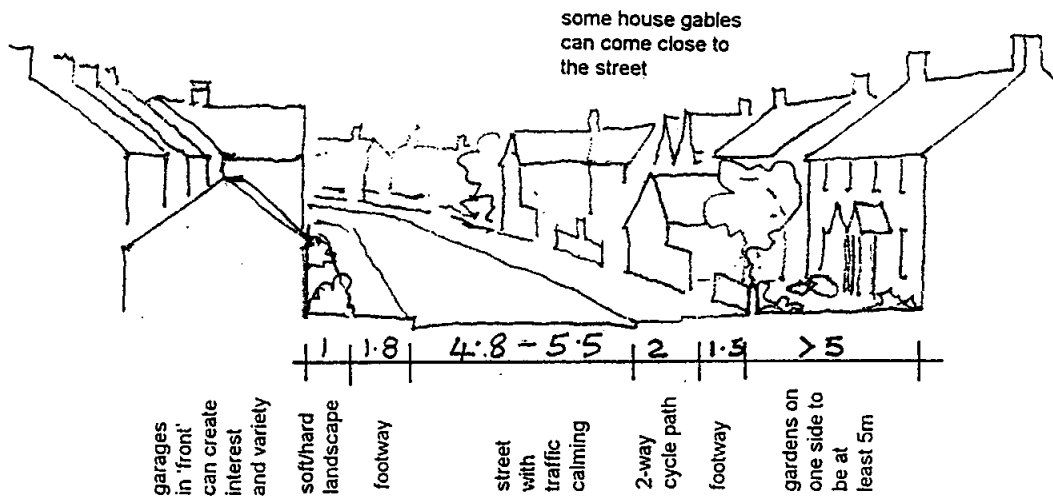 some house gables
can come close to
the street
1
1·8
4·8 - 5·5
2
1·5
>5
garages
in 'front'
can create
interest
and variety
soft/hard
landscape
footway
street
with
traffic
calming
2-way
cycle path
footway
gardens on
one side to
be at
least 5m